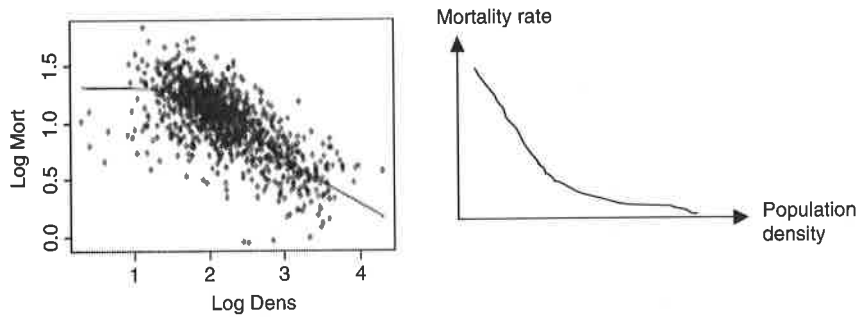 Log Mort
1.5
1.0
0.5
0.0
1 2 3 4
Log Dens
Mortality rate
Population
density